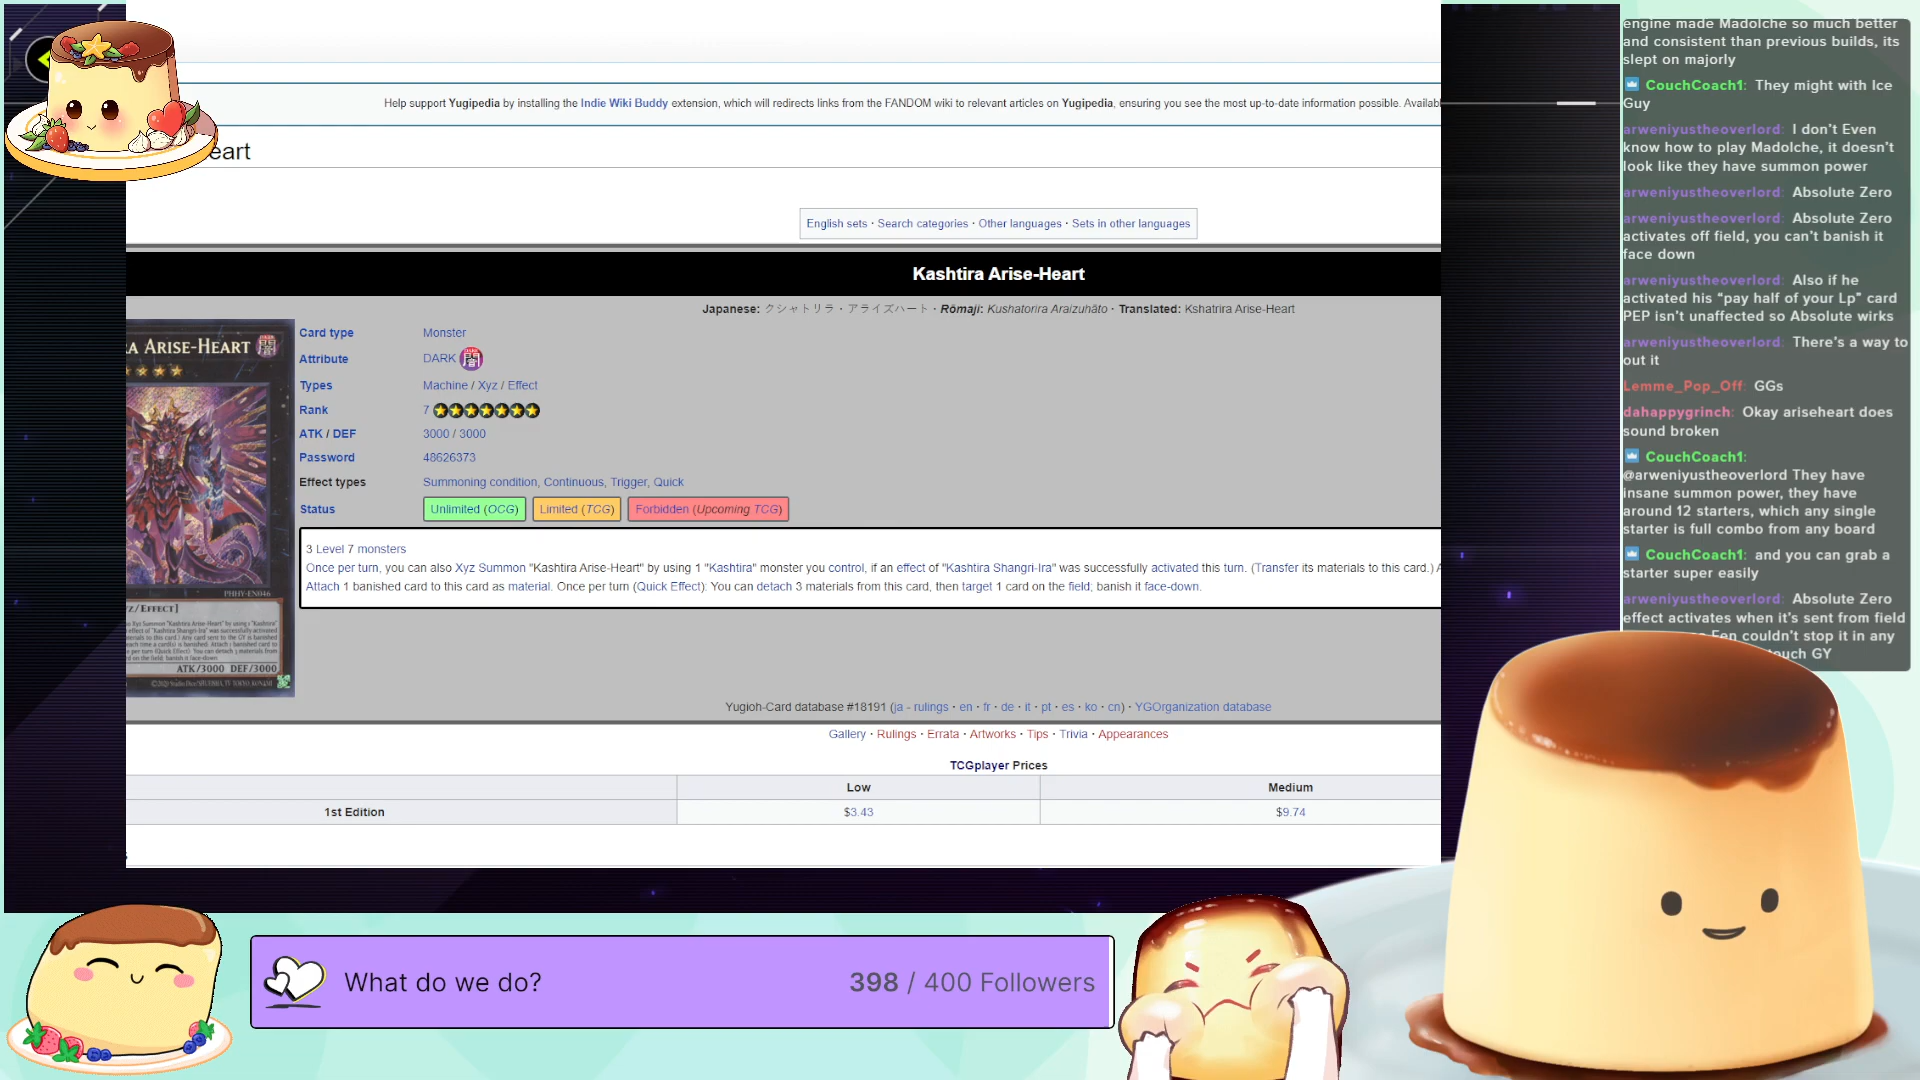 Help support Yugipedia by installing the Indie Wiki Buddy extension, which will redirects links from the FANDOM wiki to relevant articles on Yugipedia, ensuring you see the most up-to-date information possible. Availab
eart
English sets · Search categories · Other languages · Sets in other languages
Kashtira Arise-Heart
Japanese: クシャトリラ・アライズハート · Rōmaji: Kushatorira Araizuhāto · Translated: Kshatrira Arise-Heart
RA ARISE-HEART 闇
Card type Monster
Attribute DARK 闇
Types Machine / Xyz / Effect
Rank 7
ATK / DEF 3000 / 3000
Password 48626373
Effect types Summoning condition, Continuous, Trigger, Quick
Status Unlimited (OCG) Limited (TCG) Forbidden (Upcoming TCG)
3 Level 7 monsters
Once per turn, you can also Xyz Summon "Kashtira Arise-Heart" by using 1 "Kashtira" monster you control, if an effect of "Kashtira Shangri-Ira" was successfully activated this turn. (Transfer its materials to this card.) A
Attach 1 banished card to this card as material. Once per turn (Quick Effect): You can detach 3 materials from this card, then target 1 card on the field; banish it face-down.
PHHY-EN046
YZ/EFFECT]
ATK/3000 DEF/3000
Yugioh-Card database #18191 (ja - rulings · en · fr · de · it · pt · es · ko · cn) · YGOrganization database
Gallery · Rulings · Errata · Artworks · Tips · Trivia · Appearances
TCGplayer Prices
Low Medium
1st Edition $3.43 $9.74
engine made Madolche so much better
and consistent than previous builds, its
slept on majorly
CouchCoach1: They might with Ice
Guy
arweniyustheoverlord: I don't Even
know how to play Madolche, it doesn't
look like they have summon power
arweniyustheoverlord: Absolute Zero
arweniyustheoverlord: Absolute Zero
activates off field, you can't banish it
face down
arweniyustheoverlord: Also if he
activated his "pay half of your Lp" card
PEP isn't unaffected so Absolute wirks
arweniyustheoverlord: There's a way to
out it
Lemme_Pop_Off: GGs
dahappygrinch: Okay ariseheart does
sound broken
CouchCoach1:
@arweniyustheoverlord They have
insane summon power, they have
around 12 starters, which any single
starter is full combo from any board
CouchCoach1: and you can grab a
starter super easily
arweniyustheoverlord: Absolute Zero
effect activates when it's sent from field
Fen couldn't stop it in any
touch GY
What do we do? 398 / 400 Followers